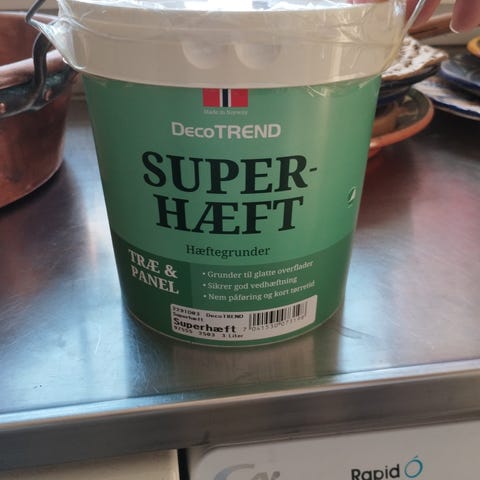 Made in Norway
DecoTREND
SUPER-
HÆFT
Hæftegrunder
TRÆ &
PANEL
• Grunder til glatte overflader
• Sikrer god vedhæftning
• Nem påføring og kort tørretid
DecoTREND
Superhæft
Superhæft
3 Liter
Rapid